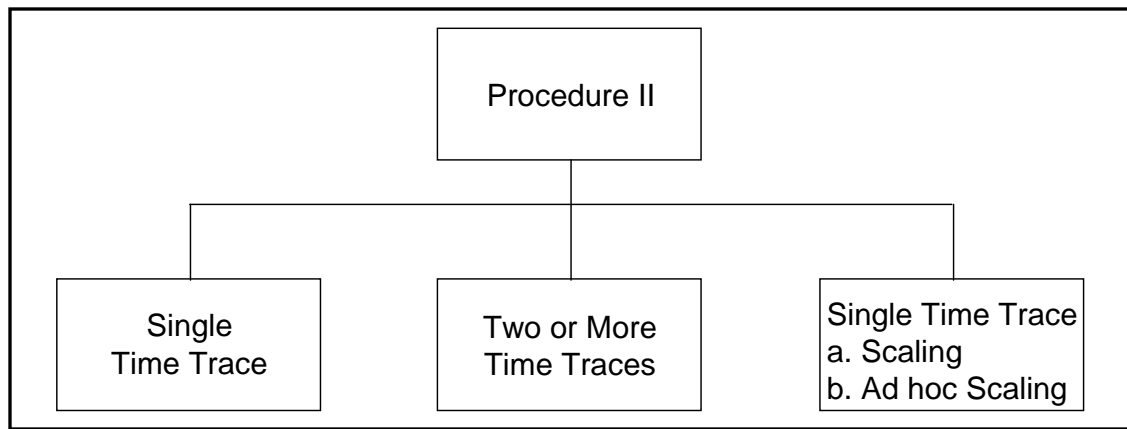 Procedure II
Single
Time Trace
Two or More
Time Traces
Single Time Trace
a. Scaling
b. Ad hoc Scaling